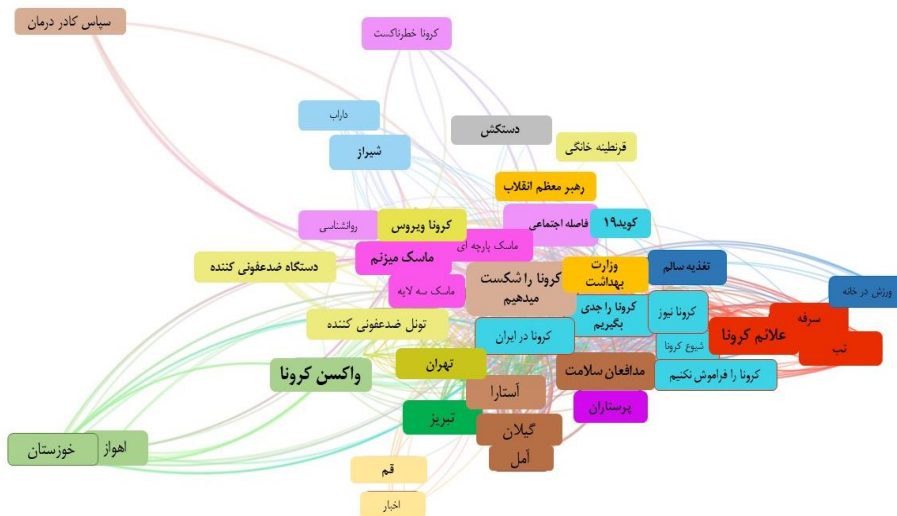 سپاس کادر درمان
کرونا خطرناکست
داراب
دستکش
شیراز
قرنطینه خانگی
رهبر معظم انقلاب
روانشناسی
کرونا ویروس
فاصله اجتماعی
کوید۱۹
ماسک پارچه ای
ماسک میزنم
دستگاه ضدعفونی کننده
وزارت
بهداشت
تغذیه سالم
کرونا را شکست
میدهیم
ماسک سه لایه
ورزش در خانه
کرونا را جدی
بگیریم
کرونا نیوز
سرفه
تونل ضدعفونی کننده
کرونا در ایران
علائم کرونا
شیوع کرونا
تب
تهران
واکسن کرونا
مدافعان سلامت
کرونا را فراموش نکنیم
آستارا
تبریز
پرستاران
گیلان
خوزستان
اهواز
آمل
قم
اخبار